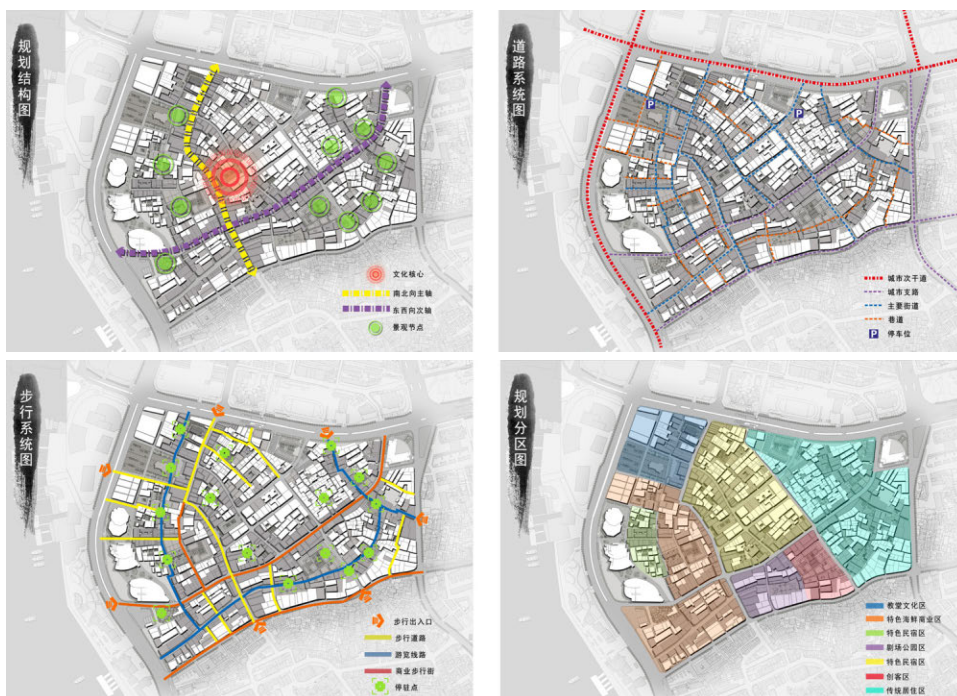 规划结构图
文化核心
南北向主轴
东西向次轴
景观节点
道路系统图
P
P
城市次干道
城市支路
主要街道
巷道
P 停车位
步行系统图
步行出入口
步行道路
游览线路
商业步行街
停驻点
规划分区图
教堂文化区
特色海鲜商业区
特色民宿区
剧场公园区
特色民宿区
创客区
传统居住区